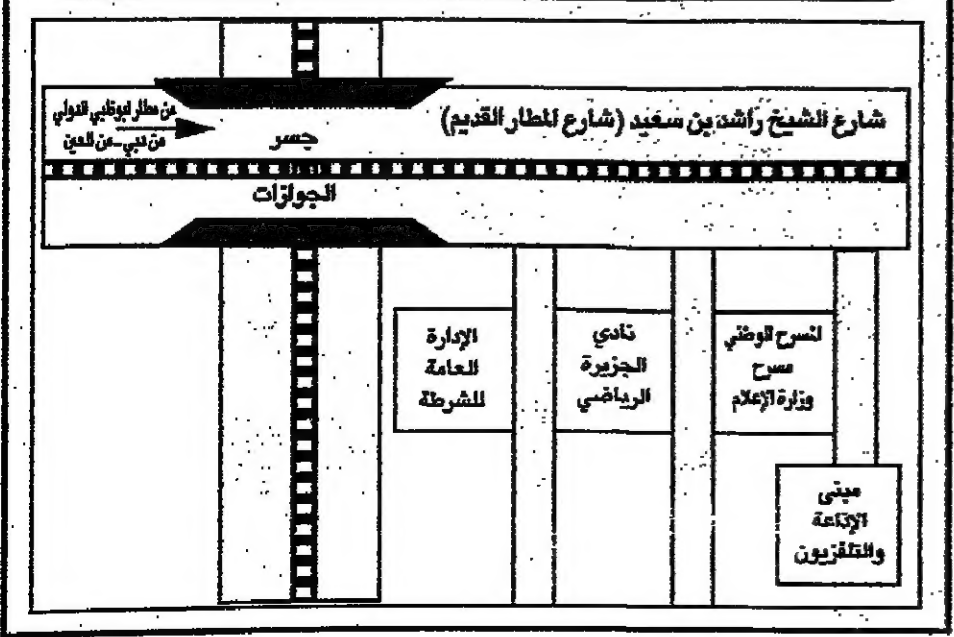 شارع الشيخ راشد بن سعيد (شارع المطار القديم)
من مطار ابوظبي الدولي
من دبي - من العين
جسر
الجوازات
المسرح الوطني
مسرح
وزارة الإعلام
نادي
الجزيرة
الرياضي
الإدارة
العامة
للشرطة
مبنى
الإذاعة
والتلفزيون